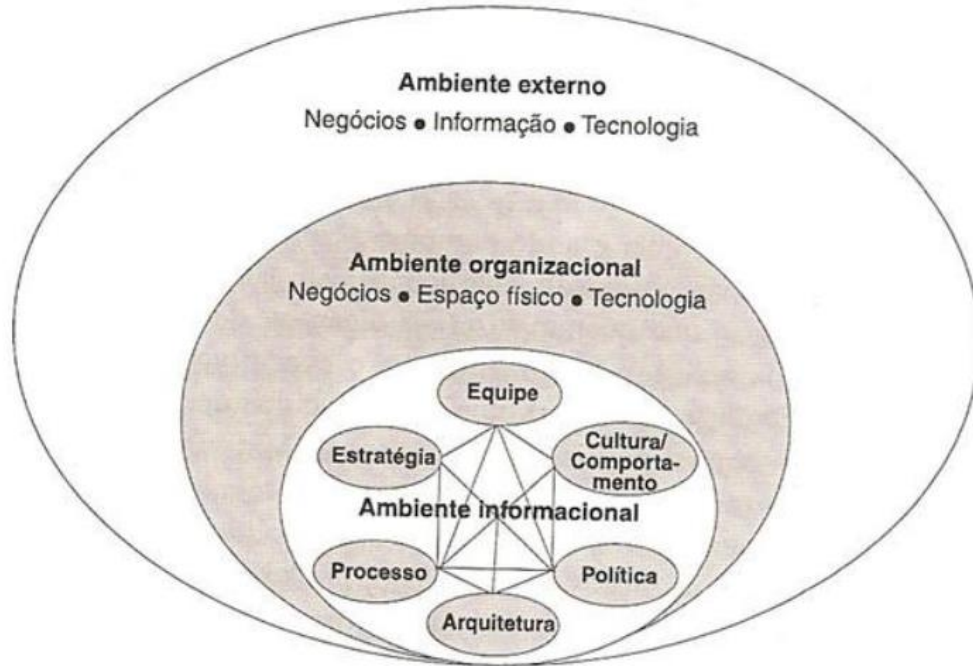 Ambiente externo
Negócios ● Informação ● Tecnologia
Ambiente organizacional
Negócios ● Espaço físico ● Tecnologia
Equipe
Estratégia
Cultura/
Comporta-
mento
Ambiente informacional
Processo
Política
Arquitetura